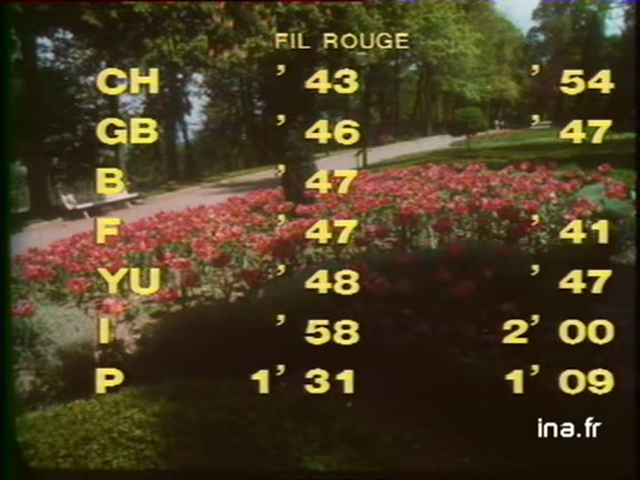 FIL ROUGE
CH ' 43 ' 54
GB ' 46 ' 47
B ' 47
F ' 47 ' 41
YU ' 48 ' 47
I ' 58 2' 00
P 1' 31 1' 09
ina.fr